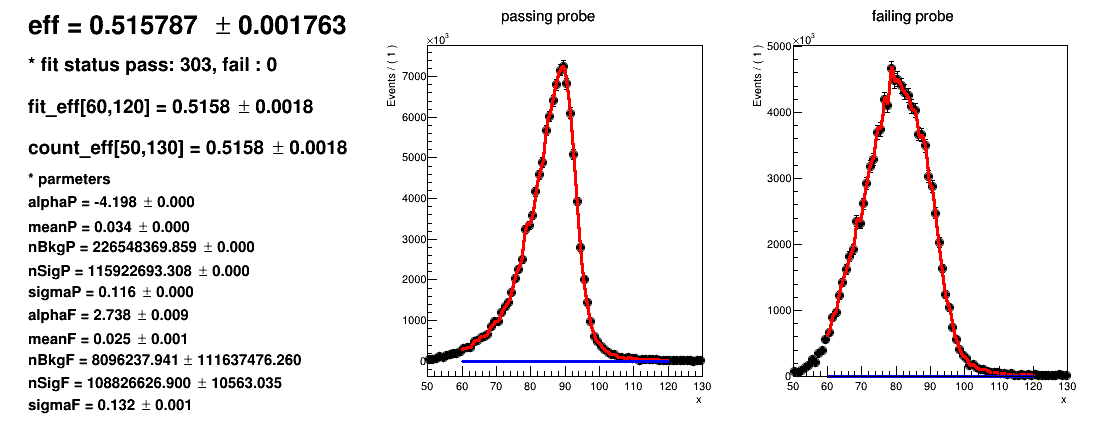 eff = 0.515787 ± 0.001763
* fit status pass: 303, fail : 0
fit_eff[60,120] = 0.5158 ± 0.0018
count_eff[50,130] = 0.5158 ± 0.0018
* parmeters
alphaP = -4.198 ± 0.000
meanP = 0.034 ± 0.000
nBkgP = 226548369.859 ± 0.000
nSigP = 115922693.308 ± 0.000
sigmaP = 0.116 ± 0.000
alphaF = 2.738 ± 0.009
meanF = 0.025 ± 0.001
nBkgF = 8096237.941 ± 111637476.260
nSigF = 108826626.900 ± 10563.035
sigmaF = 0.132 ± 0.001
passing probe
×10³
Events / ( 1 )
7000
6000
5000
4000
3000
2000
1000
0
50 60 70 80 90 100 110 120 130
x
failing probe
×10³
Events / ( 1 )
5000
4000
3000
2000
1000
0
50 60 70 80 90 100 110 120 130
x